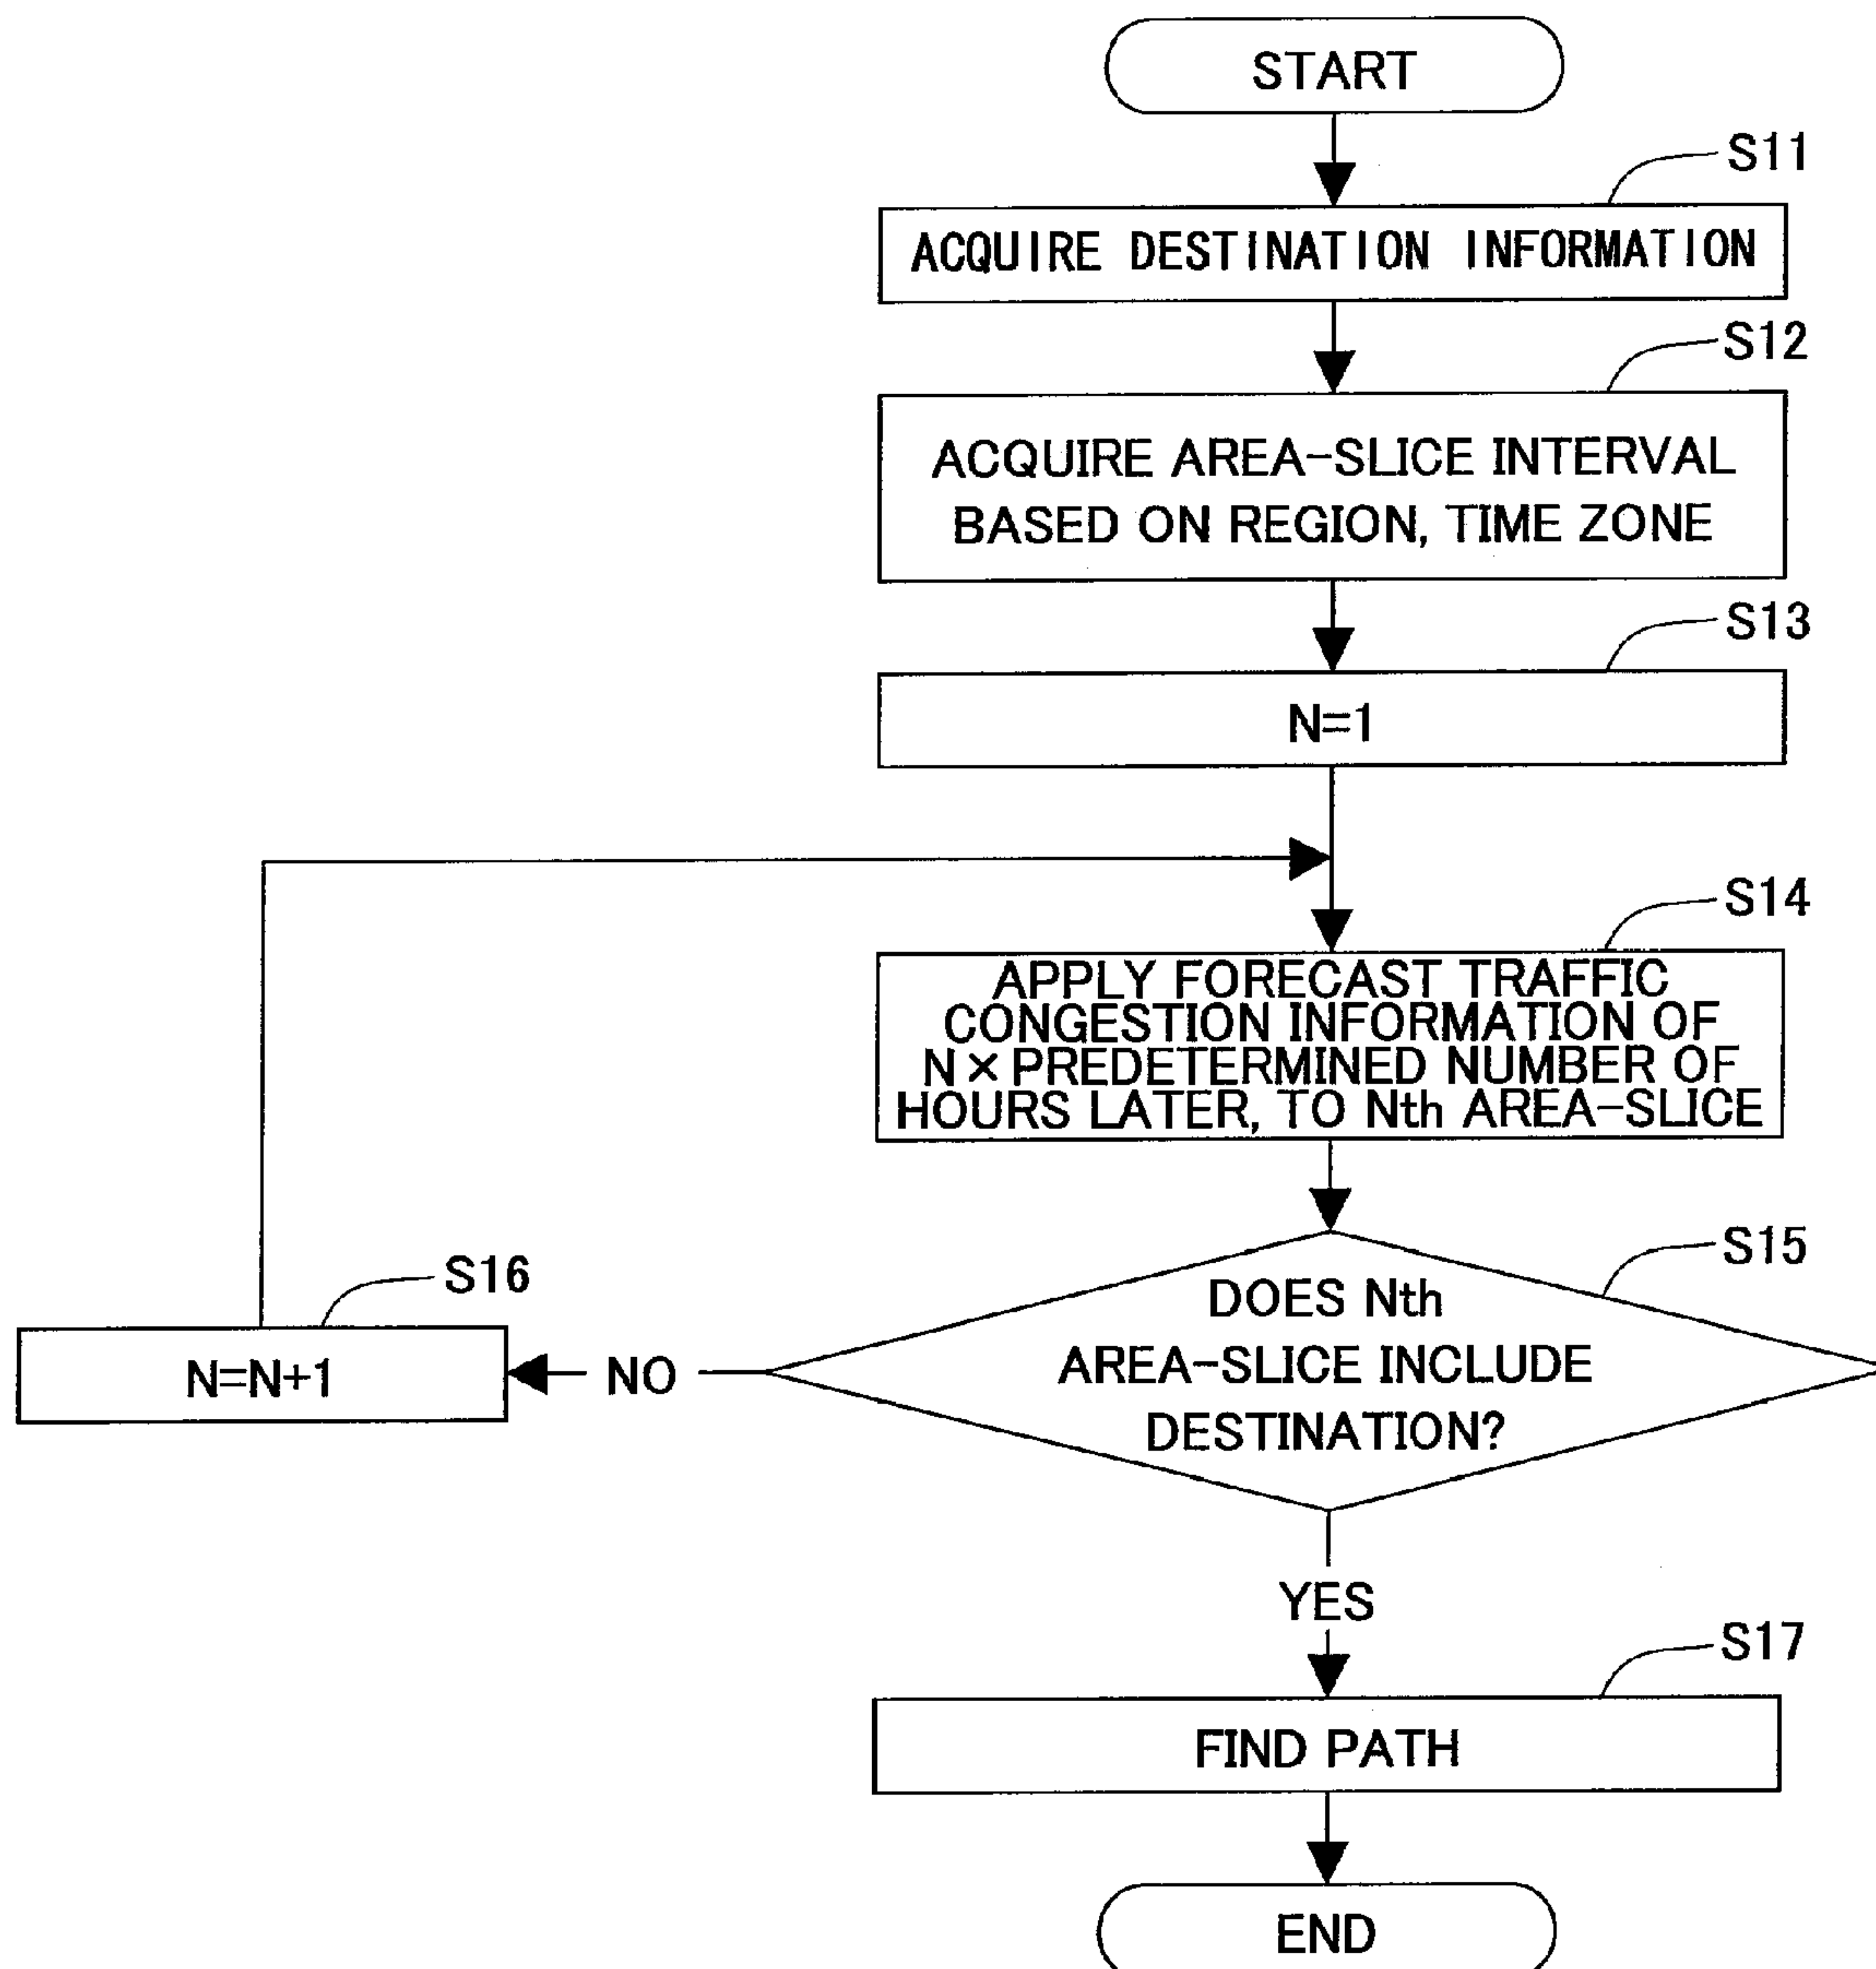 START
S11
ACQUIRE DESTINATION INFORMATION
S12
ACQUIRE AREA-SLICE INTERVAL
BASED ON REGION, TIME ZONE
S13
N=1
S14
APPLY FORECAST TRAFFIC
CONGESTION INFORMATION OF
N × PREDETERMINED NUMBER OF
HOURS LATER, TO Nth AREA-SLICE
S15
DOES Nth
AREA-SLICE INCLUDE
DESTINATION?
NO
S16
N=N+1
YES
S17
FIND PATH
END